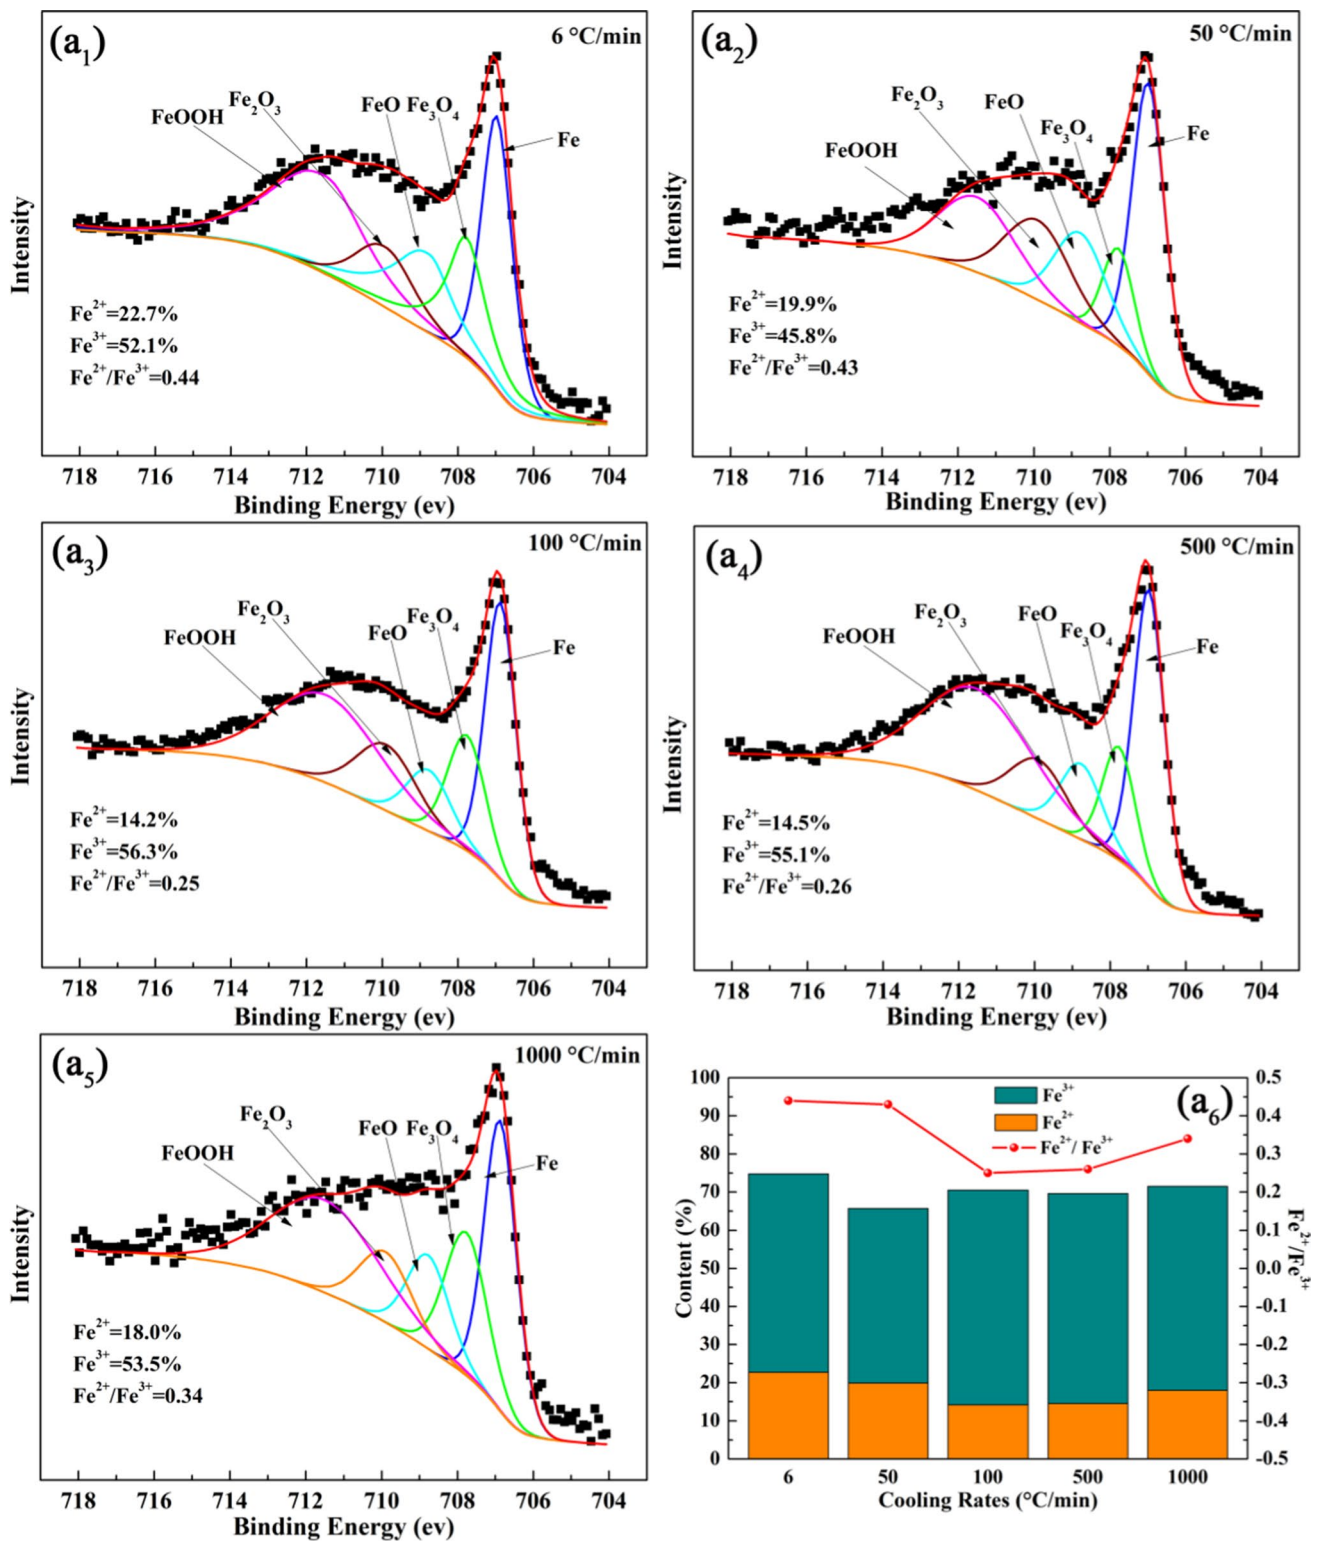 (a1)
6 °C/min
Fe2O3
FeOOH
FeO
Fe3O4
Fe
Intensity
Fe2+=22.7%
Fe3+=52.1%
Fe2+/Fe3+=0.44
718 716 714 712 710 708 706 704
Binding Energy (ev)
(a2)
50 °C/min
Fe2O3
FeO
Fe3O4
Fe
FeOOH
Intensity
Fe2+=19.9%
Fe3+=45.8%
Fe2+/Fe3+=0.43
718 716 714 712 710 708 706 704
Binding Energy (ev)
(a3)
100 °C/min
Fe2O3
FeOOH
FeO
Fe3O4
Fe
Intensity
Fe2+=14.2%
Fe3+=56.3%
Fe2+/Fe3+=0.25
718 716 714 712 710 708 706 704
Binding Energy (ev)
(a4)
500 °C/min
Fe2O3
FeO
Fe3O4
FeOOH
Fe
Intensity
Fe2+=14.5%
Fe3+=55.1%
Fe2+/Fe3+=0.26
718 716 714 712 710 708 706 704
Binding Energy (ev)
(a5)
1000 °C/min
Fe2O3
FeO
Fe3O4
FeOOH
Fe
Intensity
Fe2+=18.0%
Fe3+=53.5%
Fe2+/Fe3+=0.34
718 716 714 712 710 708 706 704
Binding Energy (ev)
(a6)
Fe3+
Fe2+
Fe2+/ Fe3+
100
90
80
70
60
50
40
30
20
10
0
Content (%)
0.5
0.4
0.3
0.2
0.1
0.0
-0.1
-0.2
-0.3
-0.4
-0.5
Fe2+/Fe3+
6 50 100 500 1000
Cooling Rates (°C/min)